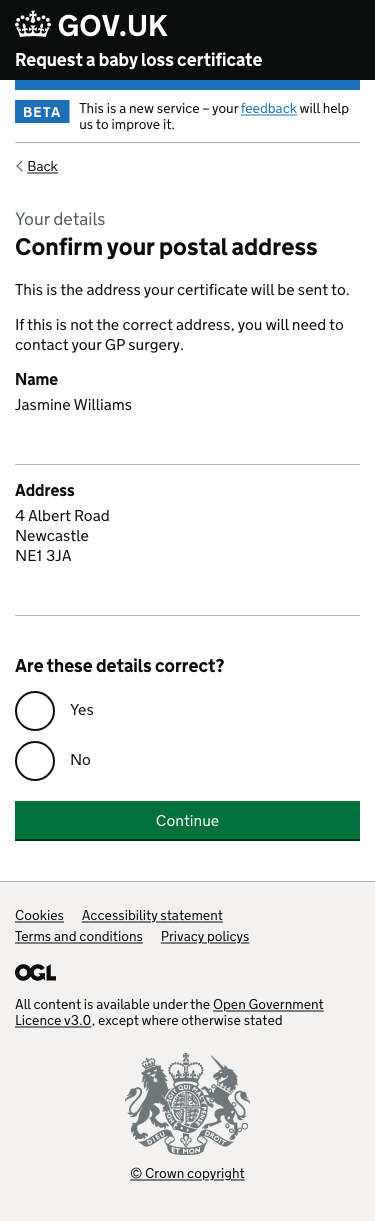 GOV.UK
Request a baby loss certificate
BETA
This is a new service – your feedback will help
us to improve it.
Back
Your details
Confirm your postal address
This is the address your certificate will be sent to.
If this is not the correct address, you will need to
contact your GP surgery.
Name
Jasmine Williams
Address
4 Albert Road
Newcastle
NE1 3JA
Are these details correct?
Yes
No
Continue
Cookies Accessibility statement
Terms and conditions Privacy policys
OGL
All content is available under the Open Government
Licence v3.0, except where otherwise stated
DIEU ET MON DROIT
© Crown copyright